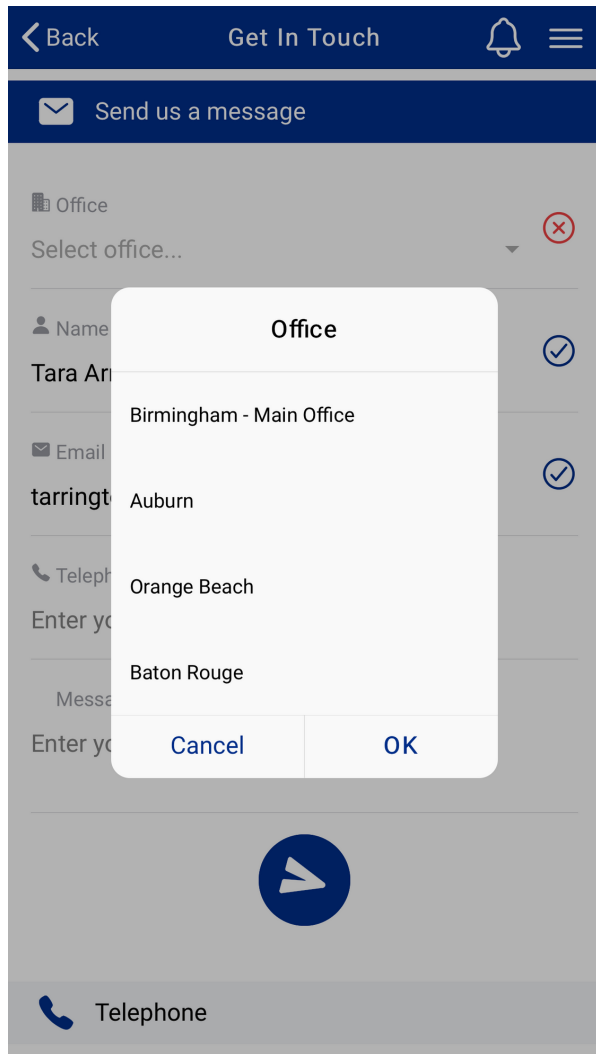 Back
Get In Touch
Send us a message
Office
Select office...
Name
Tara Ar
Email
tarringt
Teleph
Enter yo
Messa
Enter yo
Office
Birmingham - Main Office
Auburn
Orange Beach
Baton Rouge
Cancel
OK
Telephone